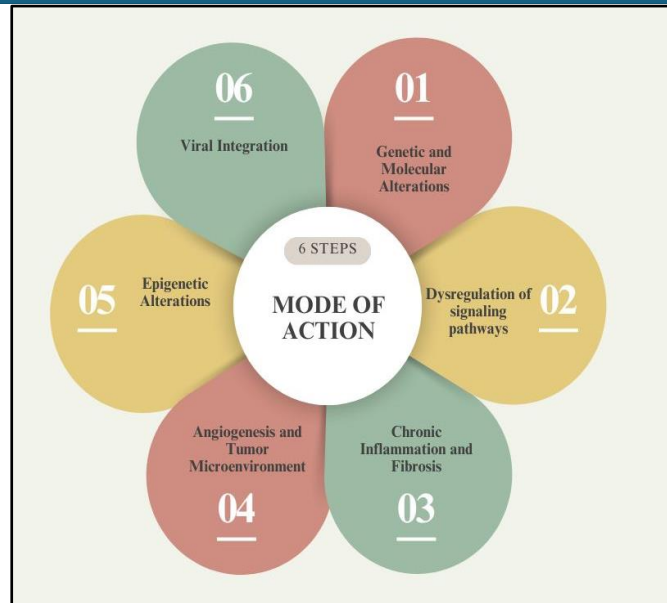 6 STEPS
MODE OF
ACTION
01
Genetic and
Molecular
Alterations
02
Dysregulation of
signaling
pathways
Chronic
Inflammation and
Fibrosis
03
Angiogenesis and
Tumor
Microenvironment
04
05
Epigenetic
Alterations
06
Viral Integration